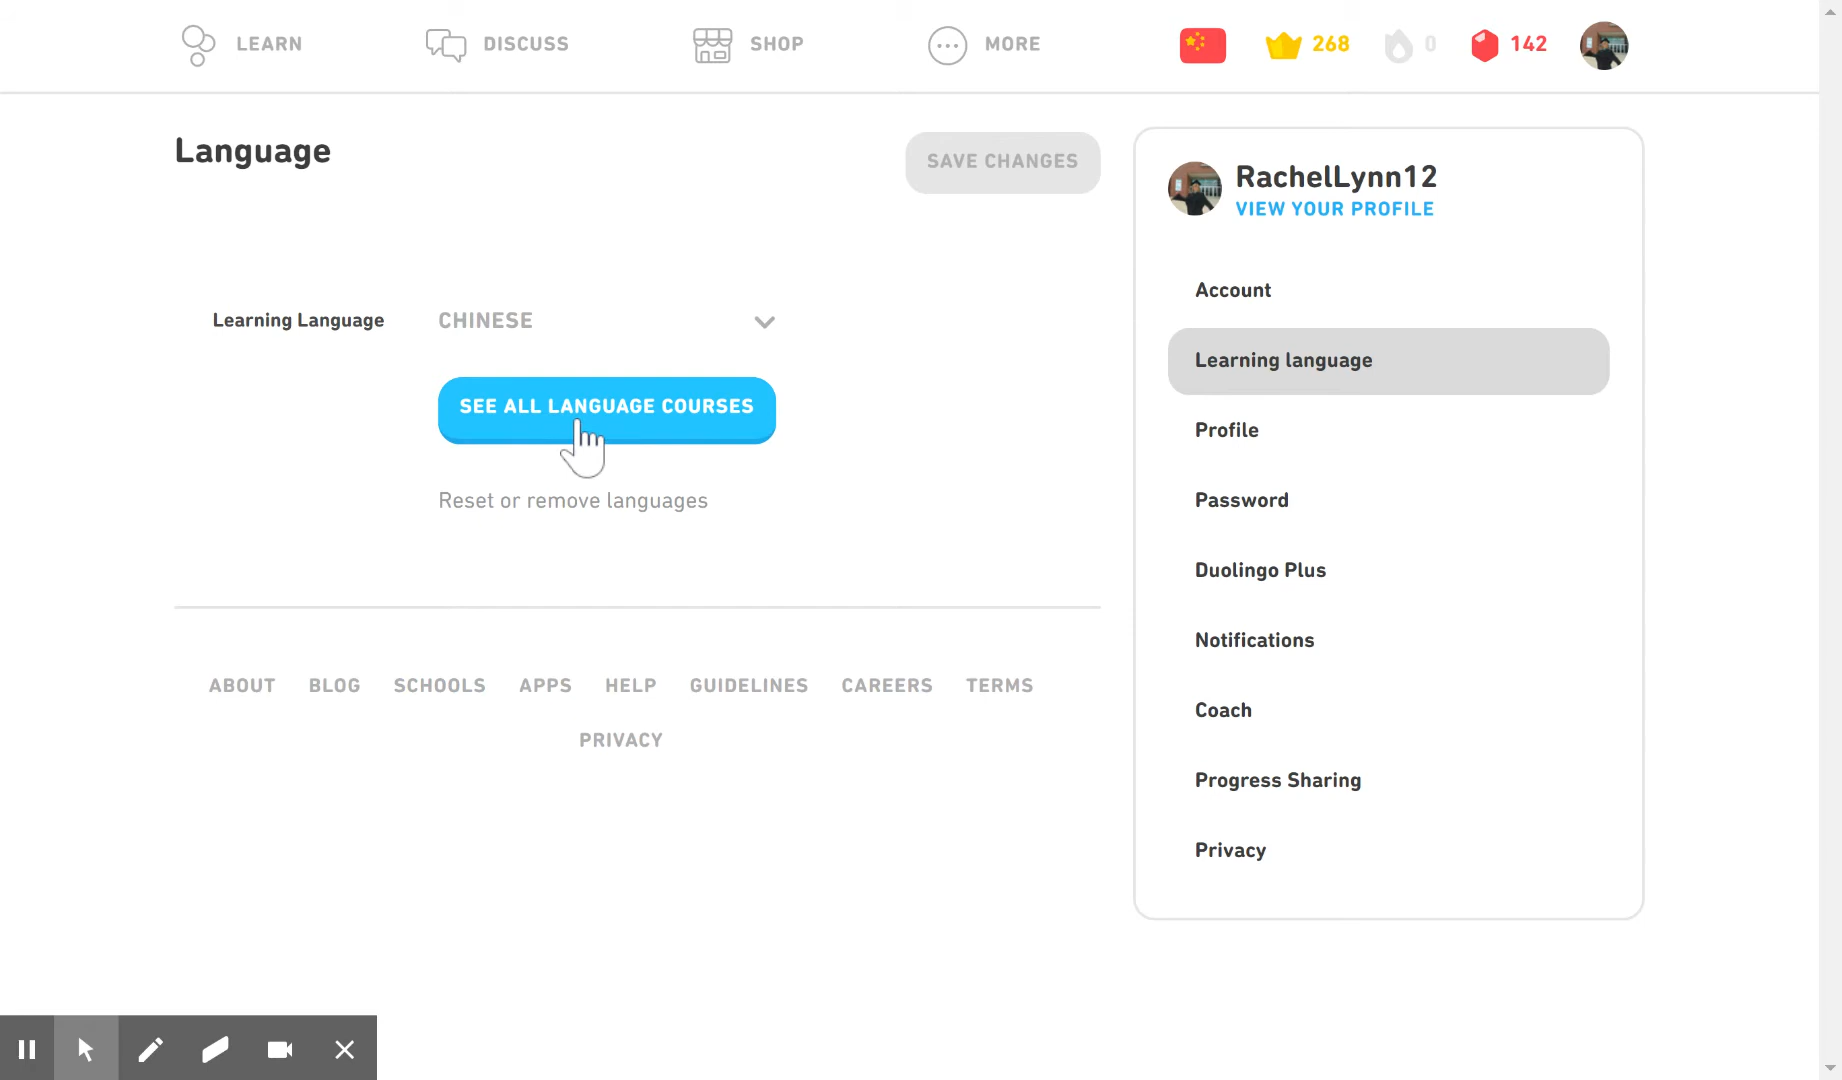 LEARN DISCUSS SHOP MORE 268 0 142
Language
SAVE CHANGES
Learning Language CHINESE
SEE ALL LANGUAGE COURSES
Reset or remove languages
ABOUT BLOG SCHOOLS APPS HELP GUIDELINES CAREERS TERMS
PRIVACY
RachelLynn12
VIEW YOUR PROFILE
Account
Learning language
Profile
Password
Duolingo Plus
Notifications
Coach
Progress Sharing
Privacy